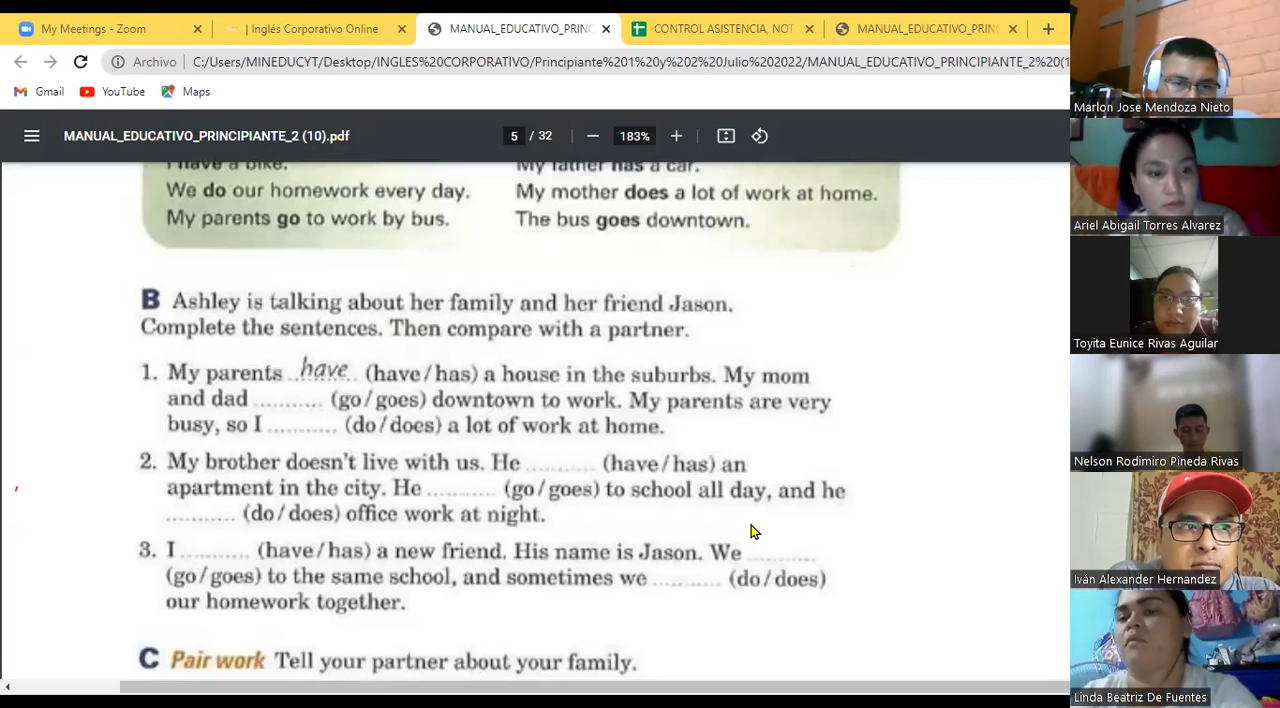 My Meetings - Zoom
| Inglés Corporativo Online
MANUAL_EDUCATIVO_PRINC
CONTROL ASISTENCIA, NOT
MANUAL_EDUCATIVO_PRIN
Archivo | C:/Users/MINEDUCYT/Desktop/INGLES%20CORPORATIVO/Principiante%201%20y%202%20Julio%202022/MANUAL_EDUCATIVO_PRINCIPIANTE_2%20(1
Gmail YouTube Maps
MANUAL_EDUCATIVO_PRINCIPIANTE_2 (10).pdf 5 / 32 183%
I have a bike. My father has a car.
We do our homework every day. My mother does a lot of work at home.
My parents go to work by bus. The bus goes downtown.
B Ashley is talking about her family and her friend Jason.
Complete the sentences. Then compare with a partner.
1. My parents ..have.. (have/has) a house in the suburbs. My mom
and dad ........... (go/goes) downtown to work. My parents are very
busy, so I ........... (do/does) a lot of work at home.
2. My brother doesn't live with us. He ........... (have/has) an
apartment in the city. He ........... (go/goes) to school all day, and he
........... (do/does) office work at night.
3. I ........... (have/has) a new friend. His name is Jason. We ...........
(go/goes) to the same school, and sometimes we ........... (do/does)
our homework together.
C Pair work Tell your partner about your family.
Marlon Jose Mendoza Nieto
Ariel Abigail Torres Alvarez
Toyita Eunice Rivas Aguilar
Nelson Rodimiro Pineda Rivas
Iván Alexander Hernandez
Linda Beatriz De Fuentes